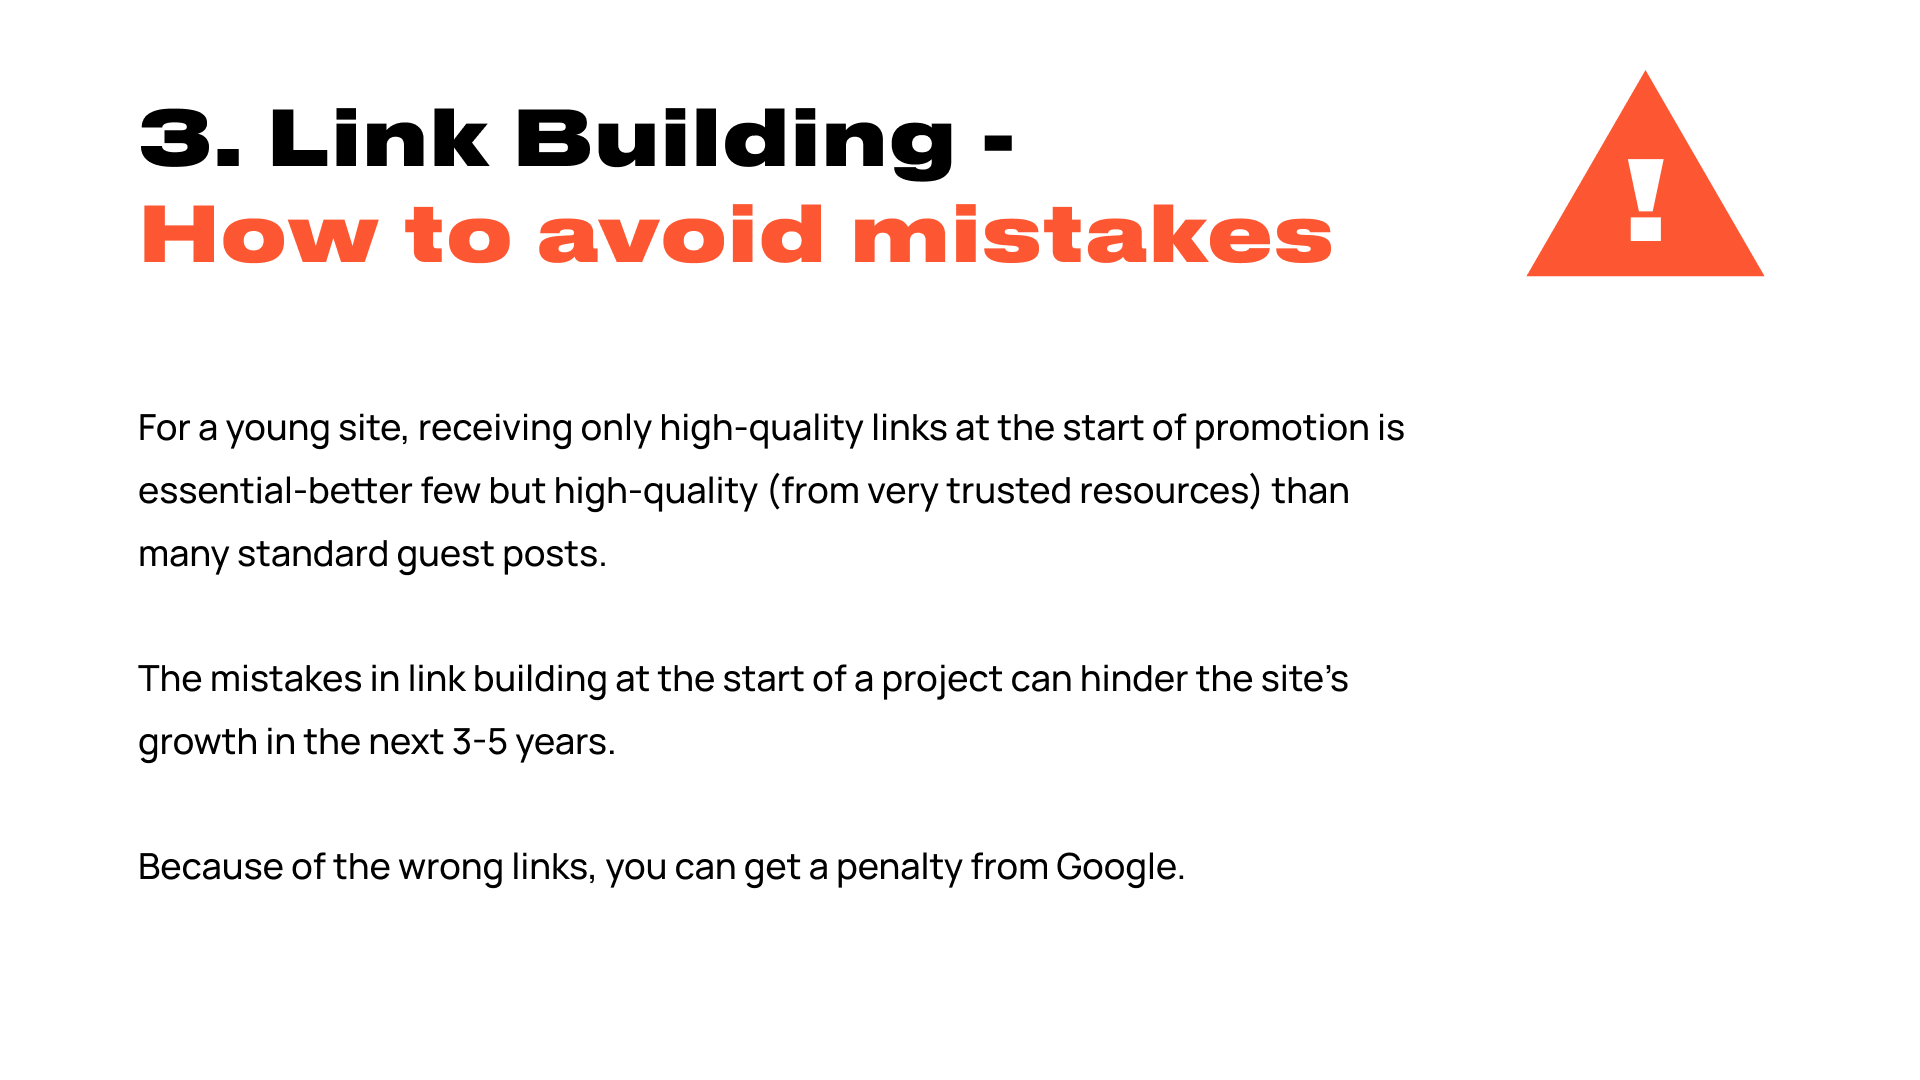 3. Link Building -
How to avoid mistakes
!
For a young site, receiving only high-quality links at the start of promotion is
essential-better few but high-quality (from very trusted resources) than
many standard guest posts.
The mistakes in link building at the start of a project can hinder the site’s
growth in the next 3-5 years.
Because of the wrong links, you can get a penalty from Google.